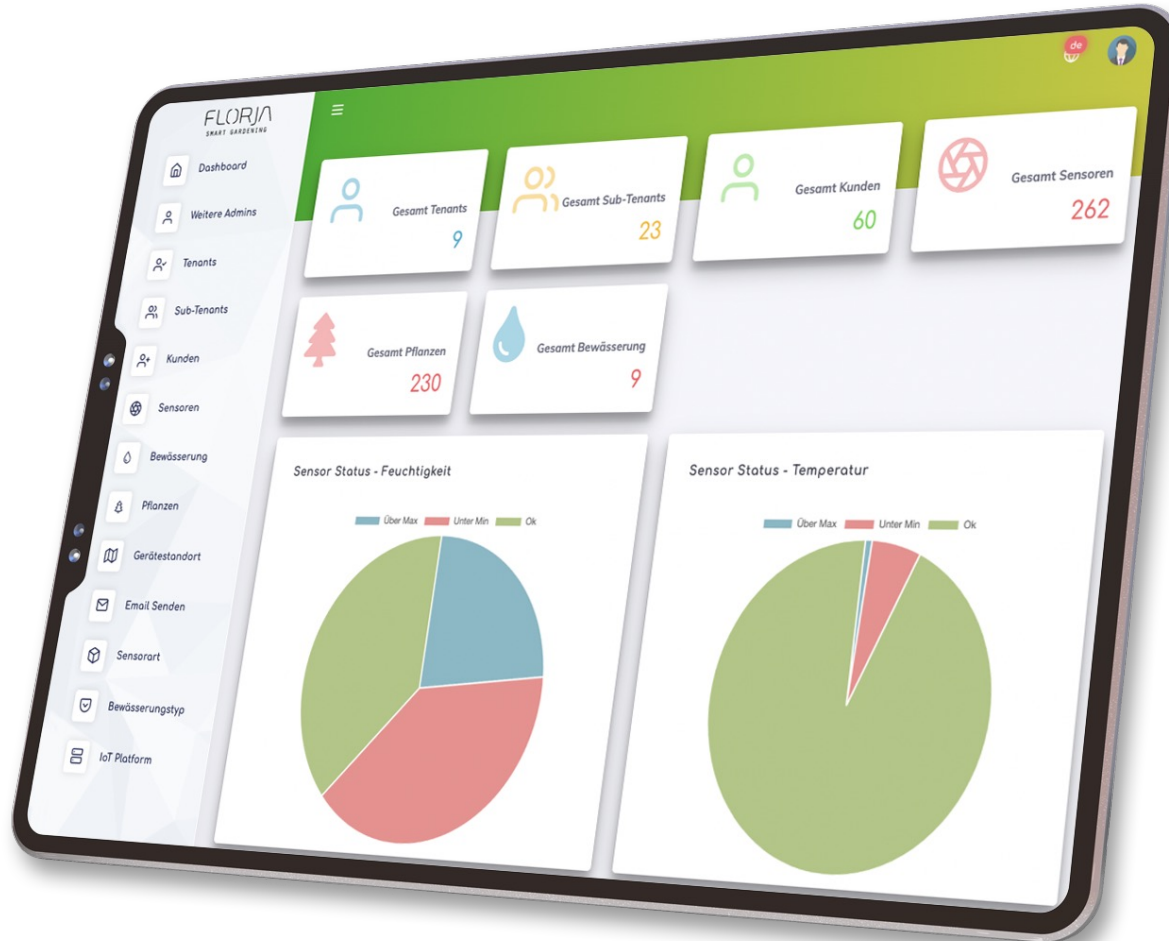 FLORJA
SMART GARDENING
Dashboard
Weitere Admins
Tenants
Sub-Tenants
Kunden
Sensoren
Bewässerung
Pflanzen
Gerätestandort
Email Senden
Sensorart
Bewässerungstyp
IoT Platform
de
Gesamt Tenants
9
Gesamt Sub-Tenants
23
Gesamt Kunden
60
Gesamt Sensoren
262
Gesamt Pflanzen
230
Gesamt Bewässerung
9
Sensor Status - Feuchtigkeit
Über Max Unter Min Ok
Sensor Status - Temperatur
Über Max Unter Min Ok